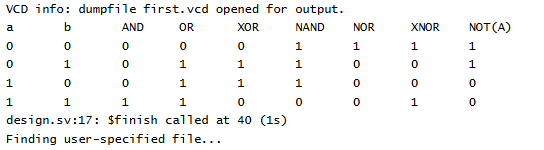 VCD info: dumpfile first.vcd opened for output.
a b AND OR XOR NAND NOR XNOR NOT(A)
0 0 0 0 0 1 1 1 1
0 1 0 1 1 1 0 0 1
1 0 0 1 1 1 0 0 0
1 1 1 1 0 0 0 1 0
design.sv:17: $finish called at 40 (1s)
Finding user-specified file...